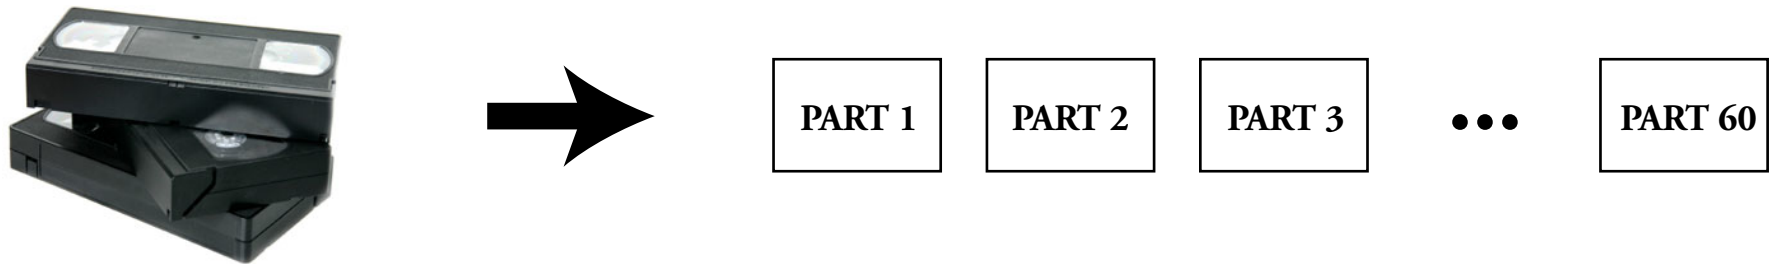 PART 1 PART 2 PART 3 ••• PART 60